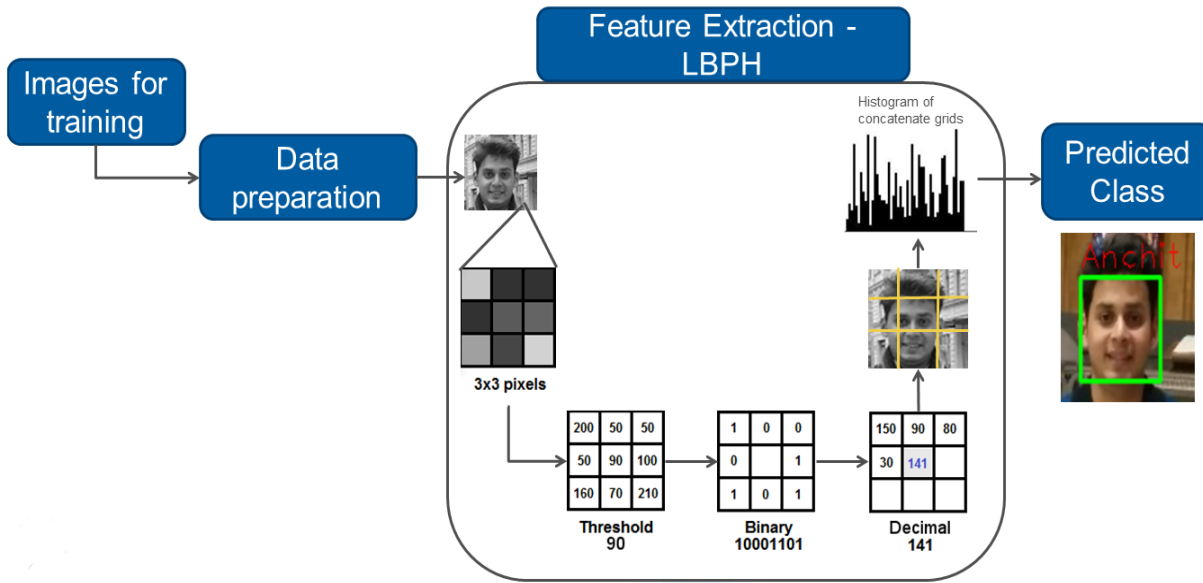 Feature Extraction -
LBPH
Images for
training
Data
preparation
Histogram of
concatenate grids
Predicted
Class
Anchit
3x3 pixels
200 50 50
50 90 100
160 70 210
Threshold
90
1 0 0
0 1
1 0 1
Binary
10001101
150 90 80
30 141
Decimal
141